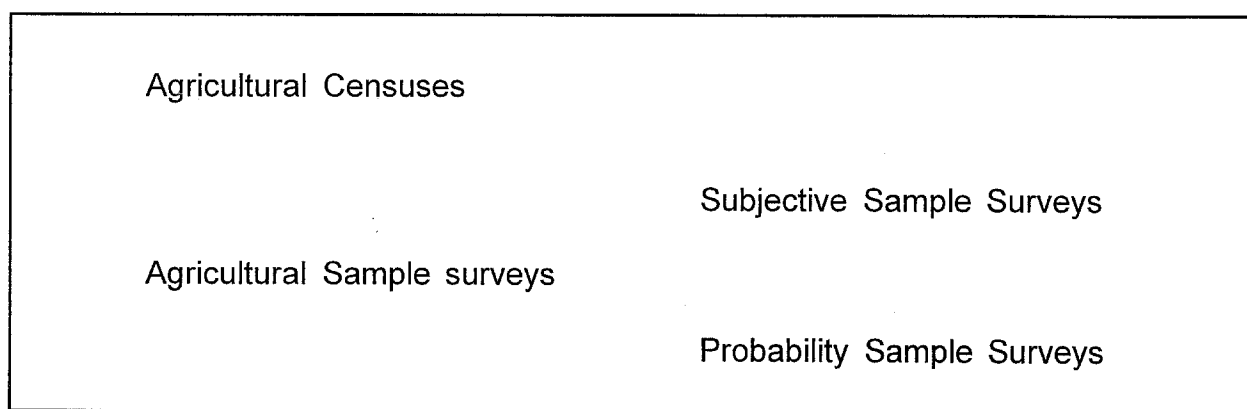 Agricultural Censuses
Subjective Sample Surveys
Agricultural Sample surveys
Probability Sample Surveys